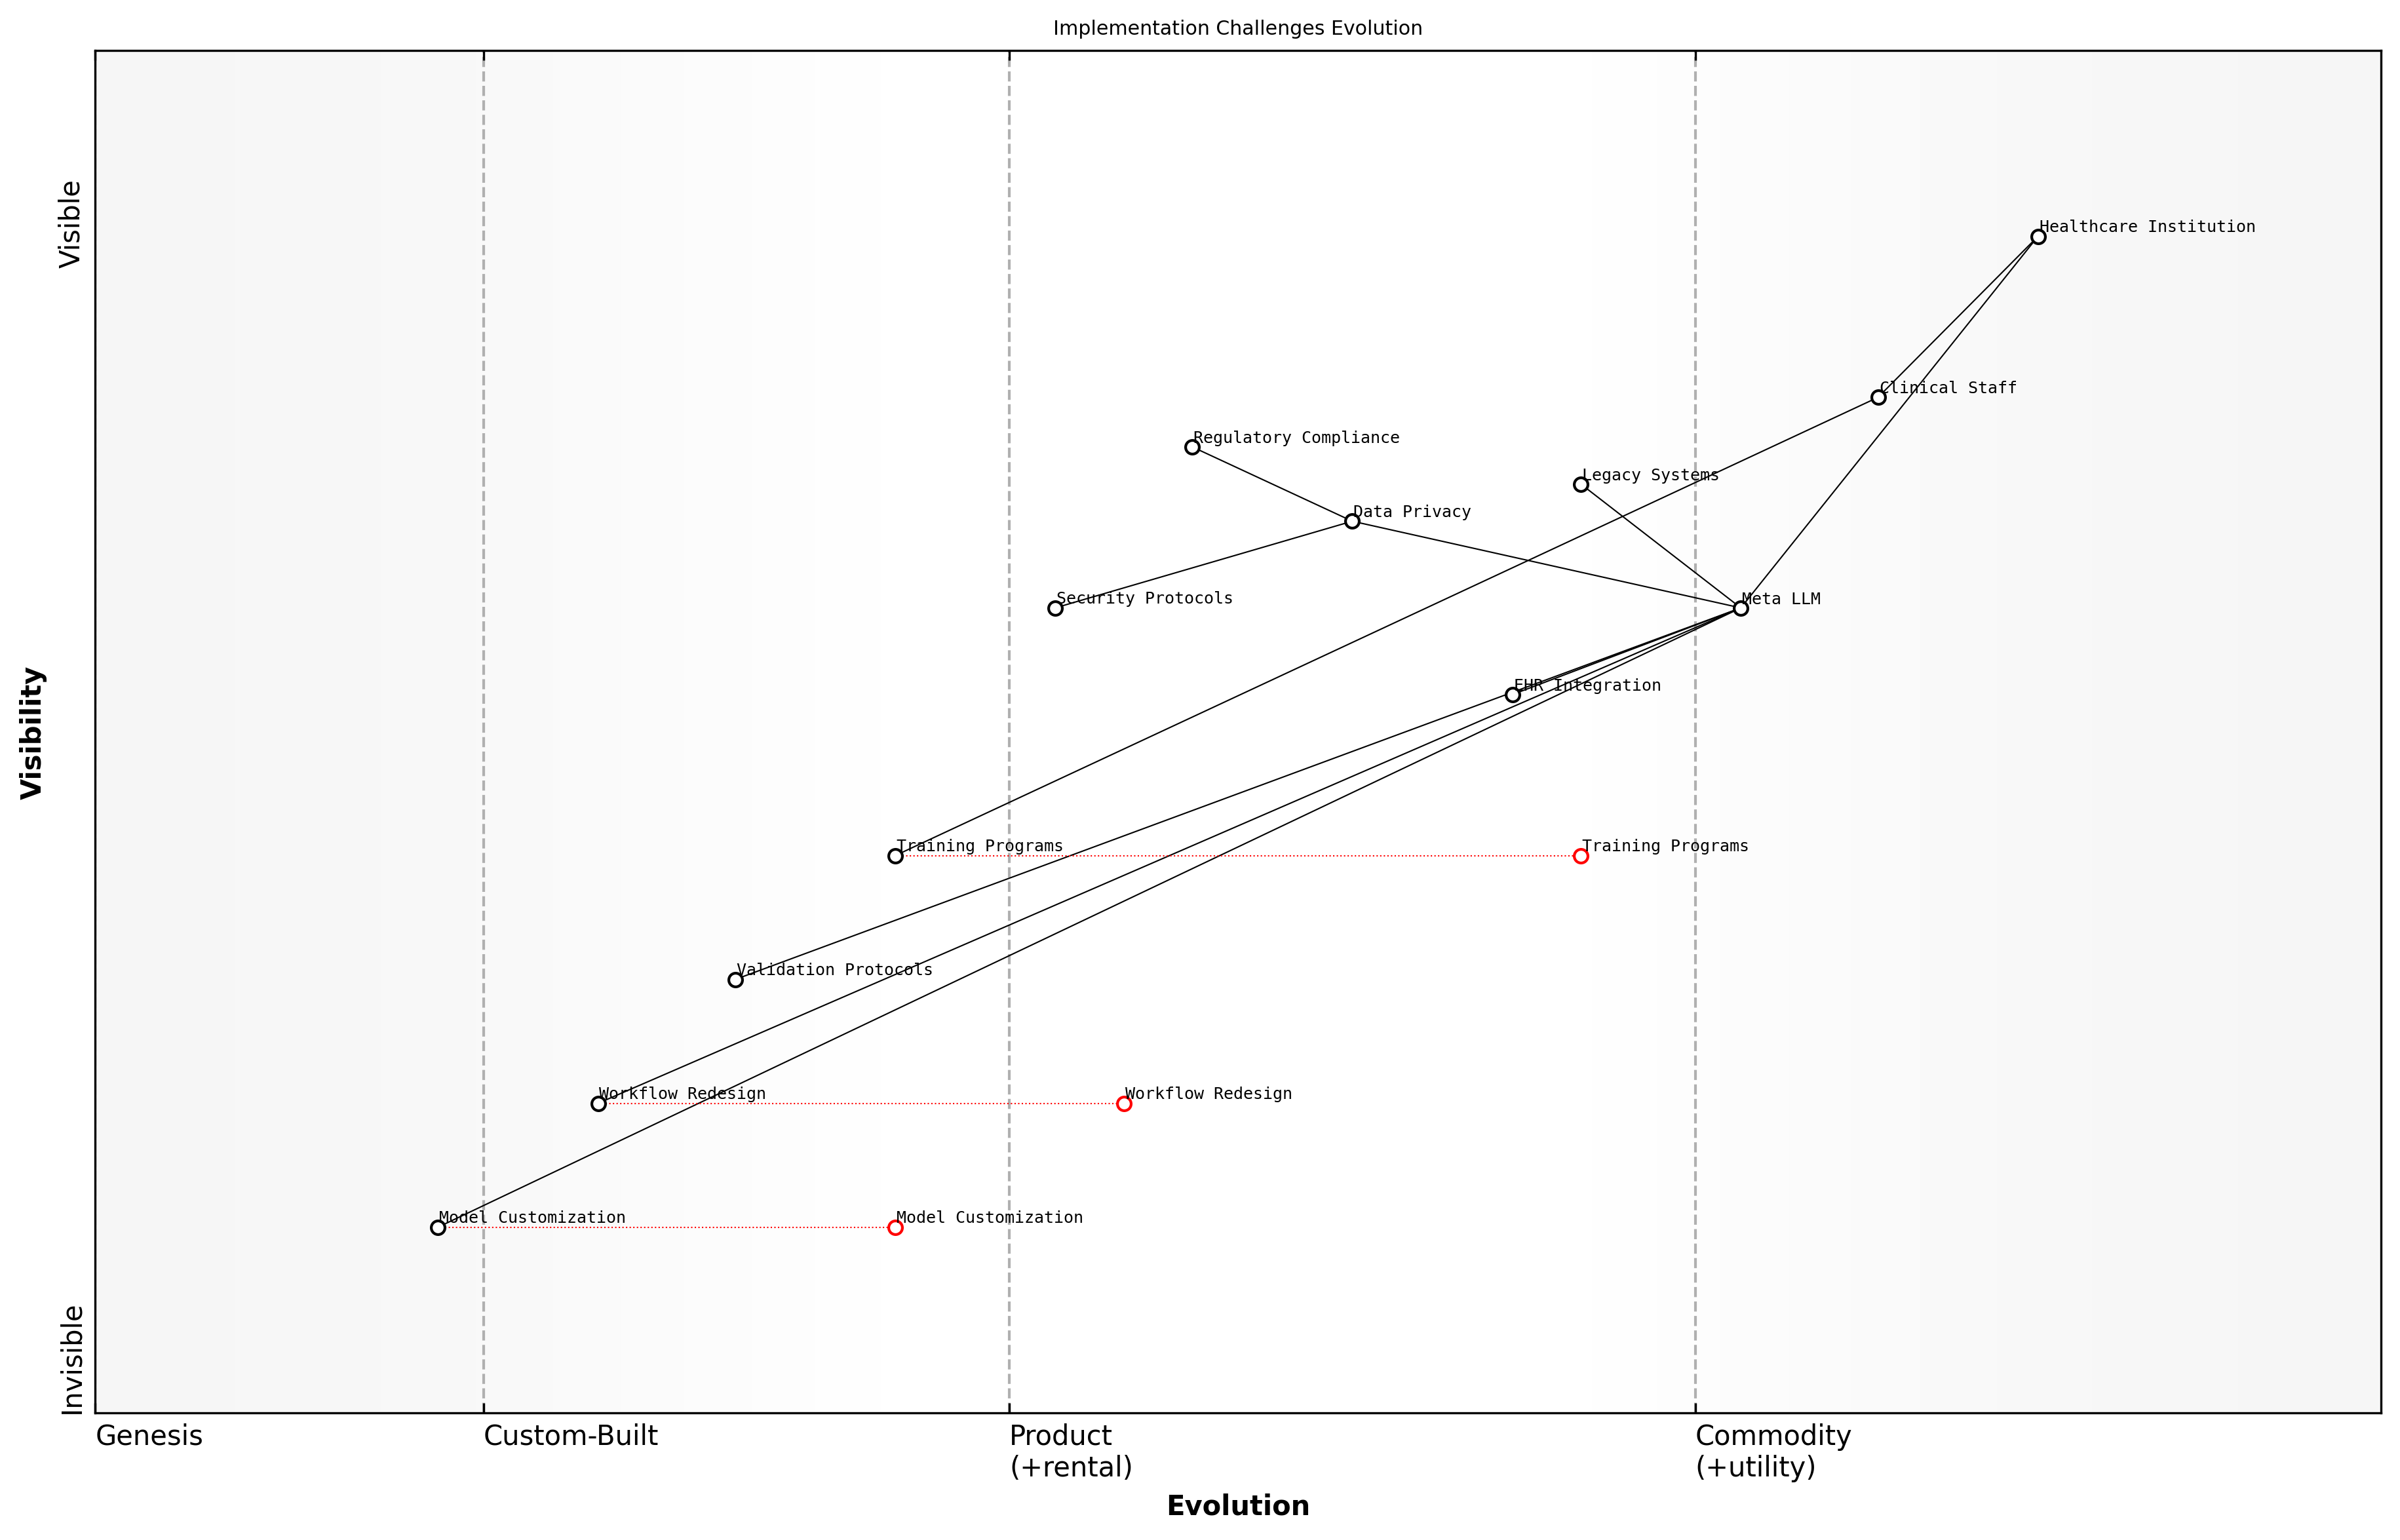 Implementation Challenges Evolution
Visible
Healthcare Institution
Clinical Staff
Regulatory Compliance
Legacy Systems
Data Privacy
Security Protocols
Meta LLM
EHR Integration
Visibility
Training Programs
Training Programs
Validation Protocols
Workflow Redesign
Workflow Redesign
Model Customization
Model Customization
Invisible
Genesis
Custom-Built
Product
(+rental)
Commodity
(+utility)
Evolution